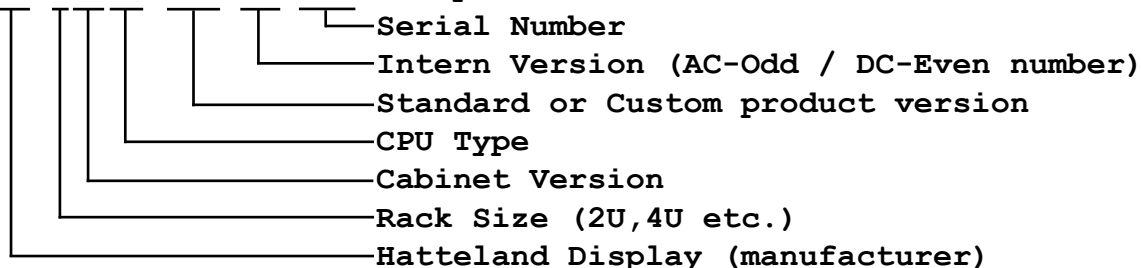 Serial Number
Intern Version (AC-Odd / DC-Even number)
Standard or Custom product version
CPU Type
Cabinet Version
Rack Size (2U,4U etc.)
Hatteland Display (manufacturer)